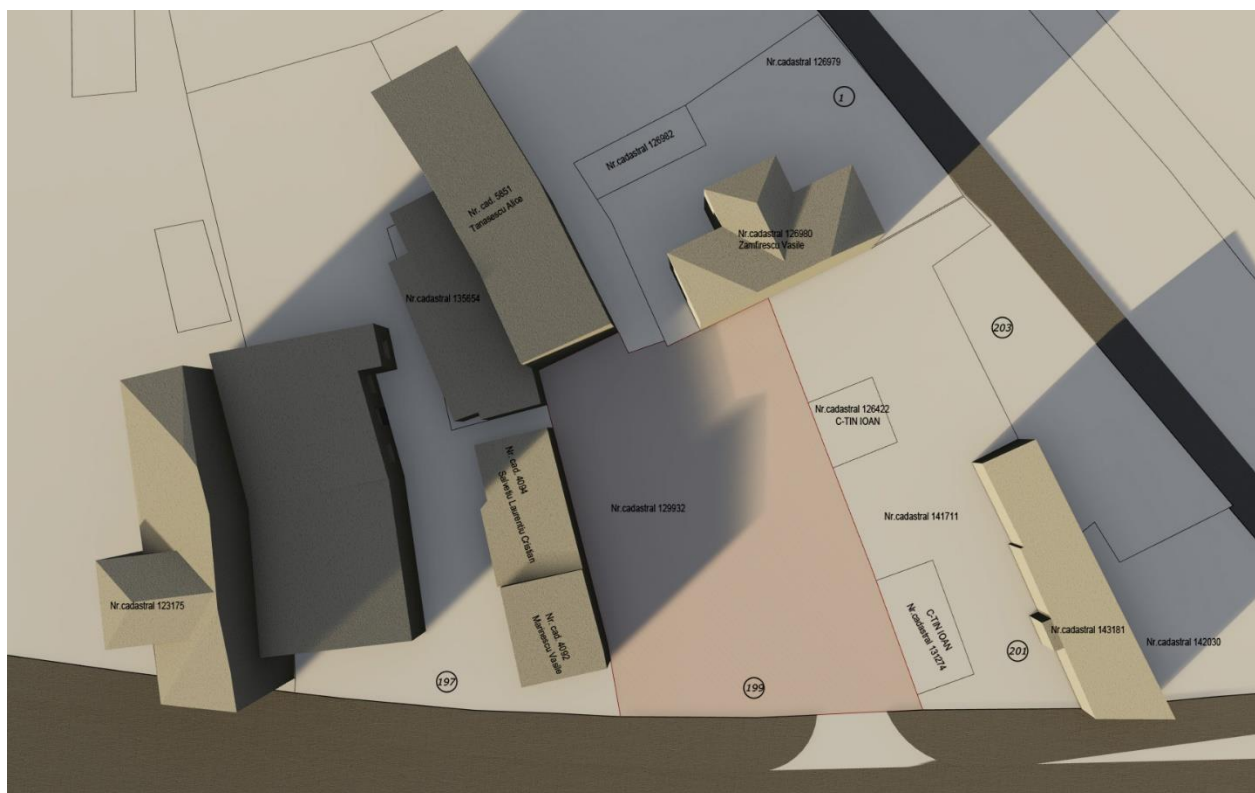 Nr.cadastral 126979
1
Nr.cadastral 126982
Nr. cad. 5851
Tanasescu Alice
Nr.cadastral 126980
Zamfirescu Vasile
Nr.cadastral 135654
203
Nr.cadastral 126422
C-TIN IOAN
Nr. cad. 4094
Salveriu Laurentiu Cristian
Nr.cadastral 129932
Nr.cadastral 141711
Nr.cadastral 123175
Nr. cad. 4092
Marinescu Vasile
C-TIN IOAN
Nr.cadastral 131274
Nr.cadastral 143181
Nr.cadastral 142030
201
197
199